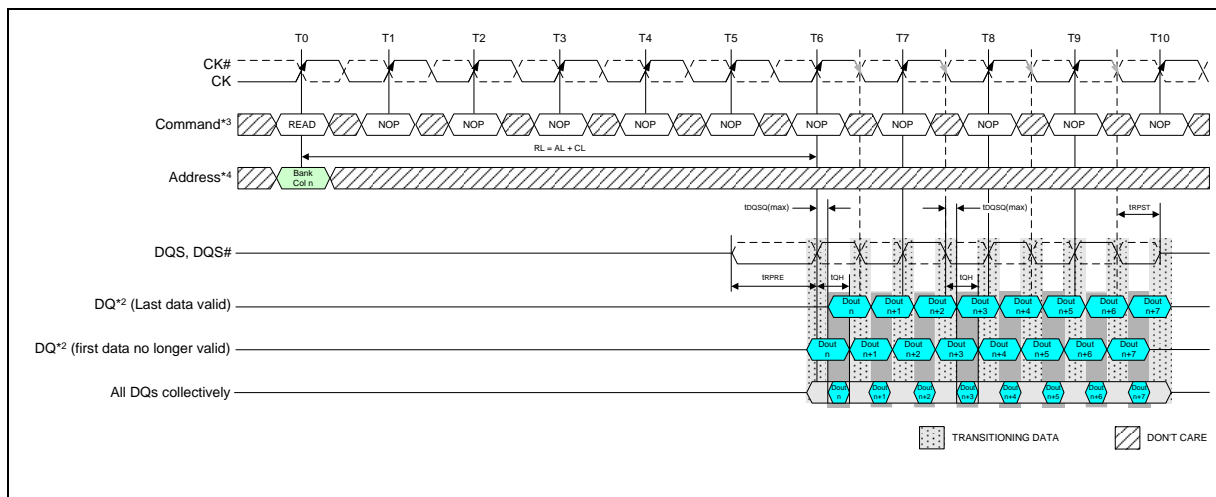 T0 T1 T2 T3 T4 T5 T6 T7 T8 T9 T10
CK#
CK
Command*3 READ NOP NOP NOP NOP NOP NOP NOP NOP NOP NOP
RL = AL + CL
Address*4 Bank
Col n
tDQSQ(max) tDQSQ(max) tRPST
DQS, DQS#
tRPRE tQH tQH
DQ*2 (Last data valid) Dout
n Dout
n+1 Dout
n+2 Dout
n+3 Dout
n+4 Dout
n+5 Dout
n+6 Dout
n+7
DQ*2 (first data no longer valid) Dout
n Dout
n+1 Dout
n+2 Dout
n+3 Dout
n+4 Dout
n+5 Dout
n+6 Dout
n+7
All DQs collectively Dout
n Dout
n+1 Dout
n+2 Dout
n+3 Dout
n+4 Dout
n+5 Dout
n+6 Dout
n+7
TRANSITIONING DATA DON'T CARE